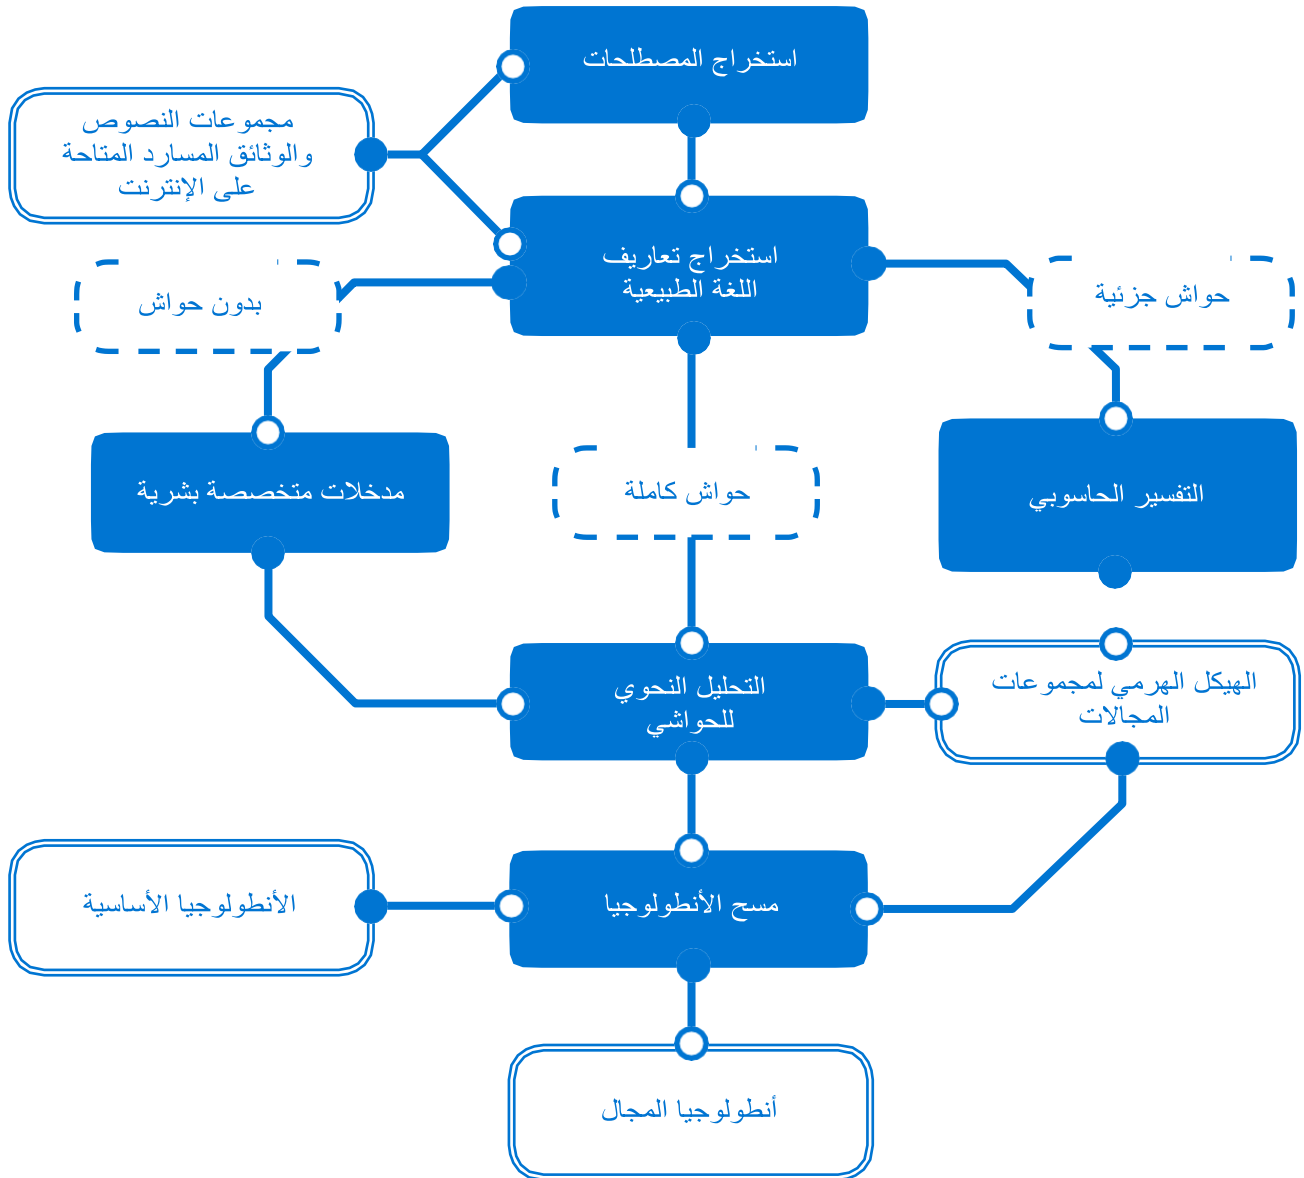 استخراج المصطلحات
مجموعات النصوص
والوثائق المسارد المتاحة
على الإنترنت
استخراج تعاريف
اللغة الطبيعية
حواش جزئية
بدون حواش
حواش كاملة
التفسير الحاسوبي
مدخلات متخصصة بشرية
الهيكل الهرمي لمجموعات
المجالات
التحليل النحوي
للحواشي
مسح الأنطولوجيا
الأنطولوجيا الأساسية
أنطولوجيا المجال